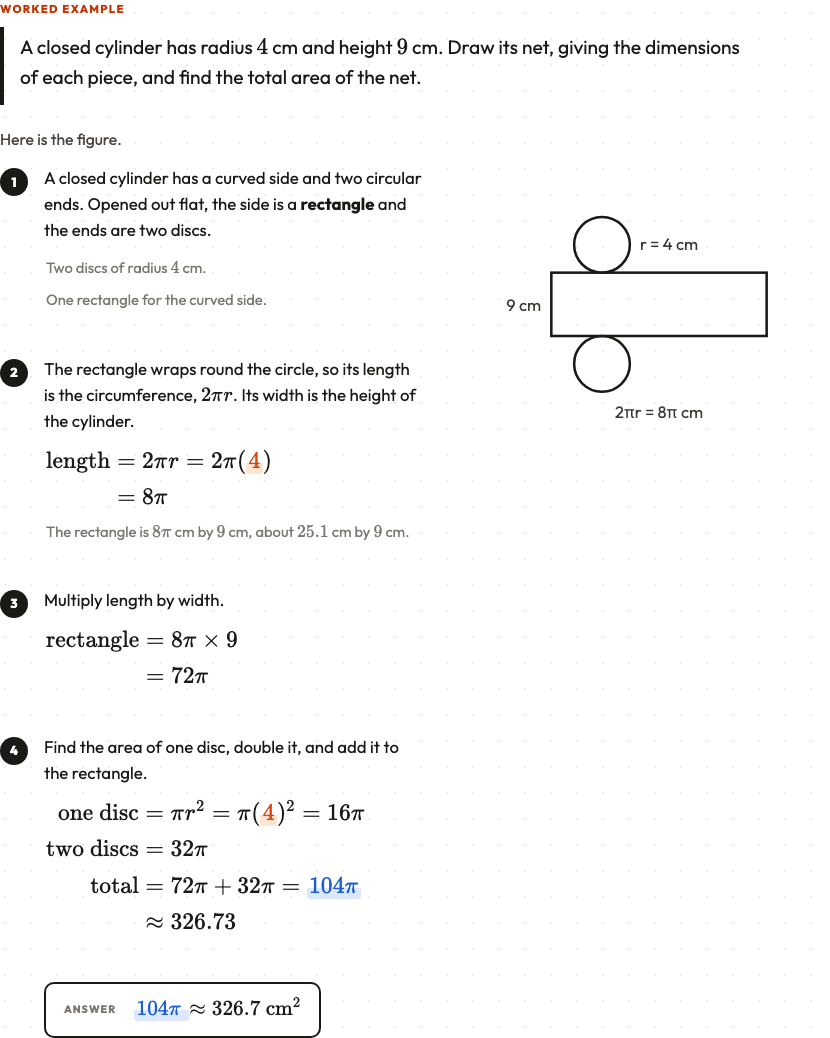 WORKED EXAMPLE
A closed cylinder has radius 4 cm and height 9 cm. Draw its net, giving the dimensions
of each piece, and find the total area of the net.
Here is the figure.
1 A closed cylinder has a curved side and two circular
ends. Opened out flat, the side is a rectangle and
the ends are two discs.
Two discs of radius 4 cm.
One rectangle for the curved side.
2 The rectangle wraps round the circle, so its length
is the circumference, 2πr. Its width is the height of
the cylinder.
length = 2πr = 2π(4)
= 8π
The rectangle is 8π cm by 9 cm, about 25.1 cm by 9 cm.
3 Multiply length by width.
rectangle = 8π × 9
= 72π
4 Find the area of one disc, double it, and add it to
the rectangle.
one disc = πr² = π(4)² = 16π
two discs = 32π
total = 72π + 32π = 104π
≈ 326.73
ANSWER 104π ≈ 326.7 cm²
r = 4 cm
9 cm
2πr = 8π cm